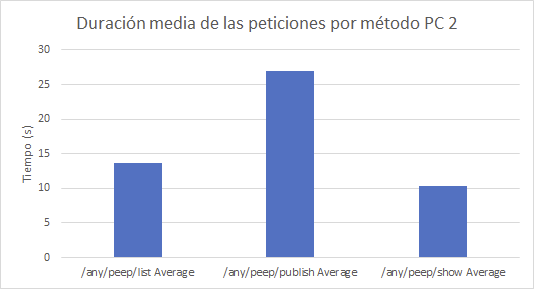 Duración media de las peticiones por método PC 2
30
25
20
15
10
5
0
Tiempo (s)
/any/peep/list Average
/any/peep/publish Average
/any/peep/show Average